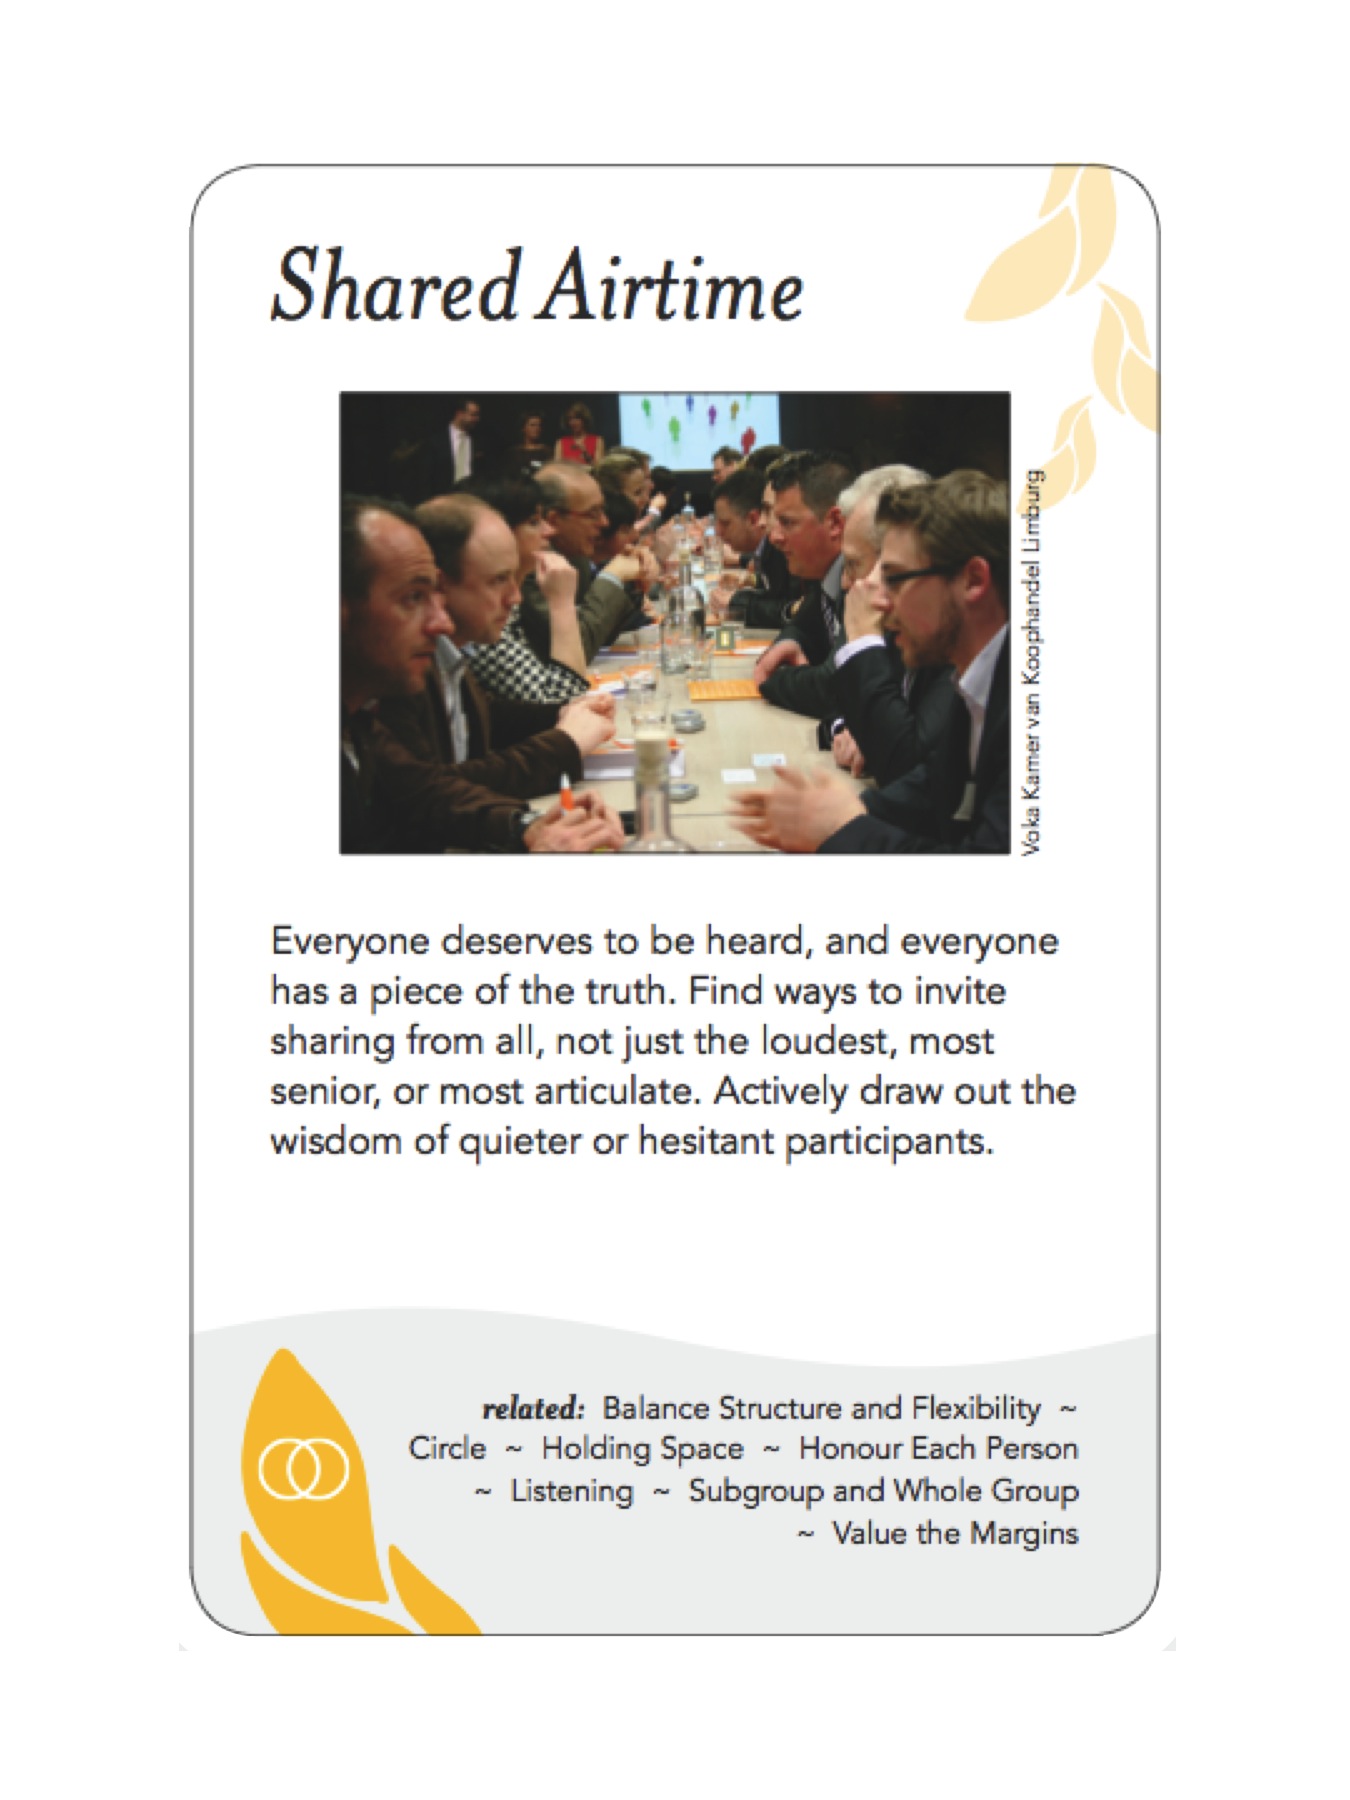 Shared Airtime
Voka Kamer van Koophandel Limburg
Everyone deserves to be heard, and everyone
has a piece of the truth. Find ways to invite
sharing from all, not just the loudest, most
senior, or most articulate. Actively draw out the
wisdom of quieter or hesitant participants.
related: Balance Structure and Flexibility ~
Circle ~ Holding Space ~ Honour Each Person
~ Listening ~ Subgroup and Whole Group
~ Value the Margins